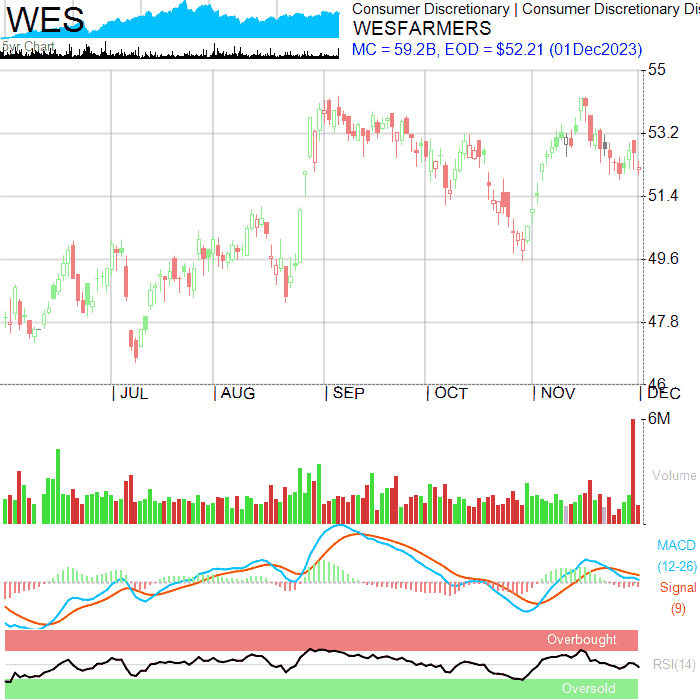 WES
5yr Chart
Consumer Discretionary | Consumer Discretionary Dis
WESFARMERS
MC = 59.2B, EOD = $52.21 (01Dec2023)
55
53.2
51.4
49.6
47.8
46
JUL
AUG
SEP
OCT
NOV
DEC
6M
Volume
MACD
(12-26)
Signal
(9)
Overbought
RSI(14)
Oversold